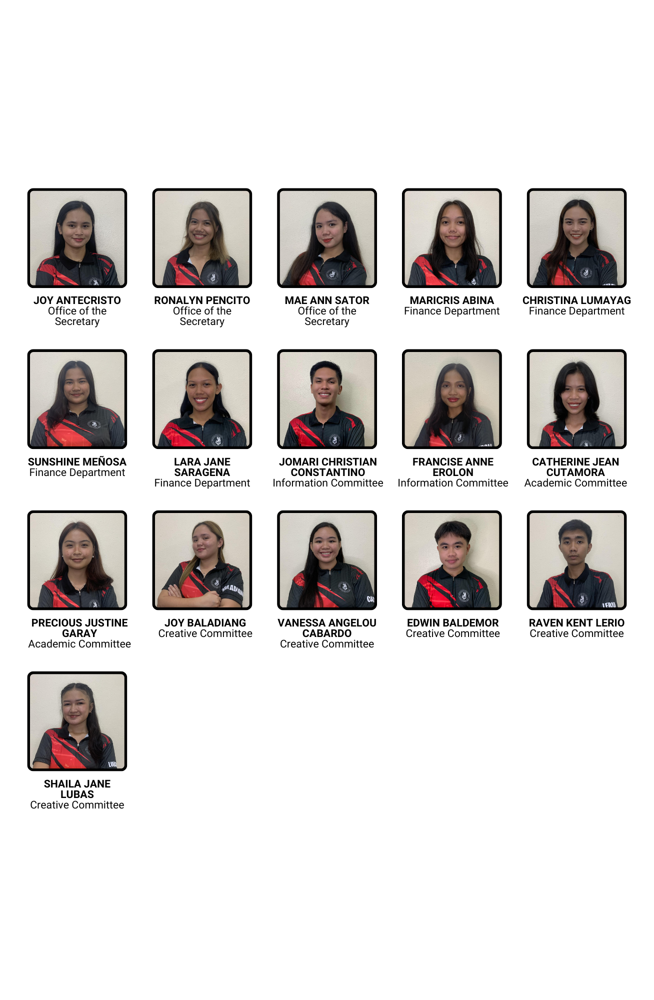 JOY ANTECRISTO
Office of the
Secretary
RONALYN PENCITO
Office of the
Secretary
MAE ANN SATOR
Office of the
Secretary
MARICRIS ABINA
Finance Department
CHRISTINA LUMAYAG
Finance Department
SUNSHINE MEÑOSA
Finance Department
LARA JANE
SARAGENA
Finance Department
JOMARI CHRISTIAN
CONSTANTINO
Information Committee
FRANCISE ANNE
EROLON
Information Committee
CATHERINE JEAN
CUTAMORA
Academic Committee
LERIO
PRECIOUS JUSTINE
GARAY
Academic Committee
JOY BALADIANG
Creative Committee
VANESSA ANGELOU
CABARDO
Creative Committee
EDWIN BALDEMOR
Creative Committee
RAVEN KENT LERIO
Creative Committee
SHAILA JANE
LUBAS
Creative Committee